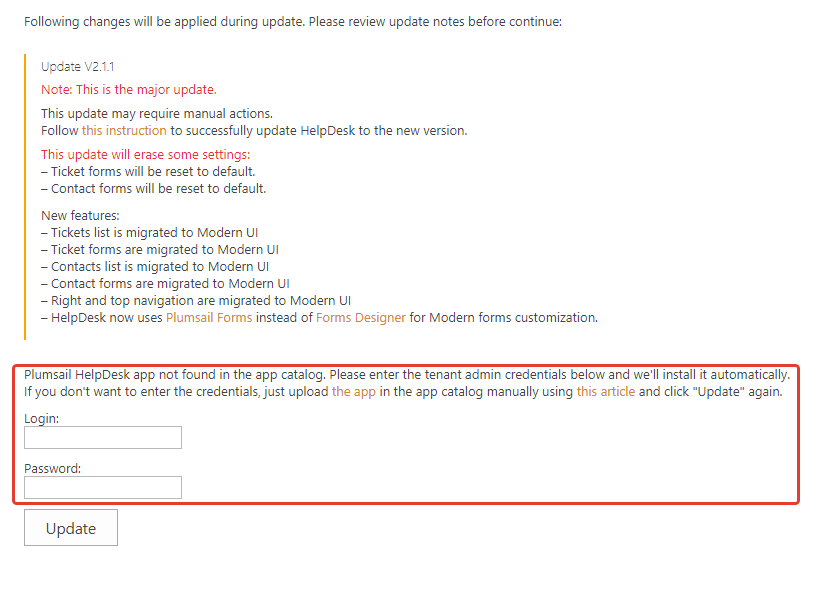 Following changes will be applied during update. Please review update notes before continue:
Update V2.1.1
Note: This is the major update.
This update may require manual actions.
Follow this instruction to successfully update HelpDesk to the new version.
This update will erase some settings:
– Ticket forms will be reset to default.
– Contact forms will be reset to default.
New features:
– Tickets list is migrated to Modern UI
– Ticket forms are migrated to Modern UI
– Contacts list is migrated to Modern UI
– Contact forms are migrated to Modern UI
– Right and top navigation are migrated to Modern UI
– HelpDesk now uses Plumsail Forms instead of Forms Designer for Modern forms customization.
Plumsail HelpDesk app not found in the app catalog. Please enter the tenant admin credentials below and we'll install it automatically.
If you don't want to enter the credentials, just upload the app in the app catalog manually using this article and click "Update" again.
Login:
Password:
Update